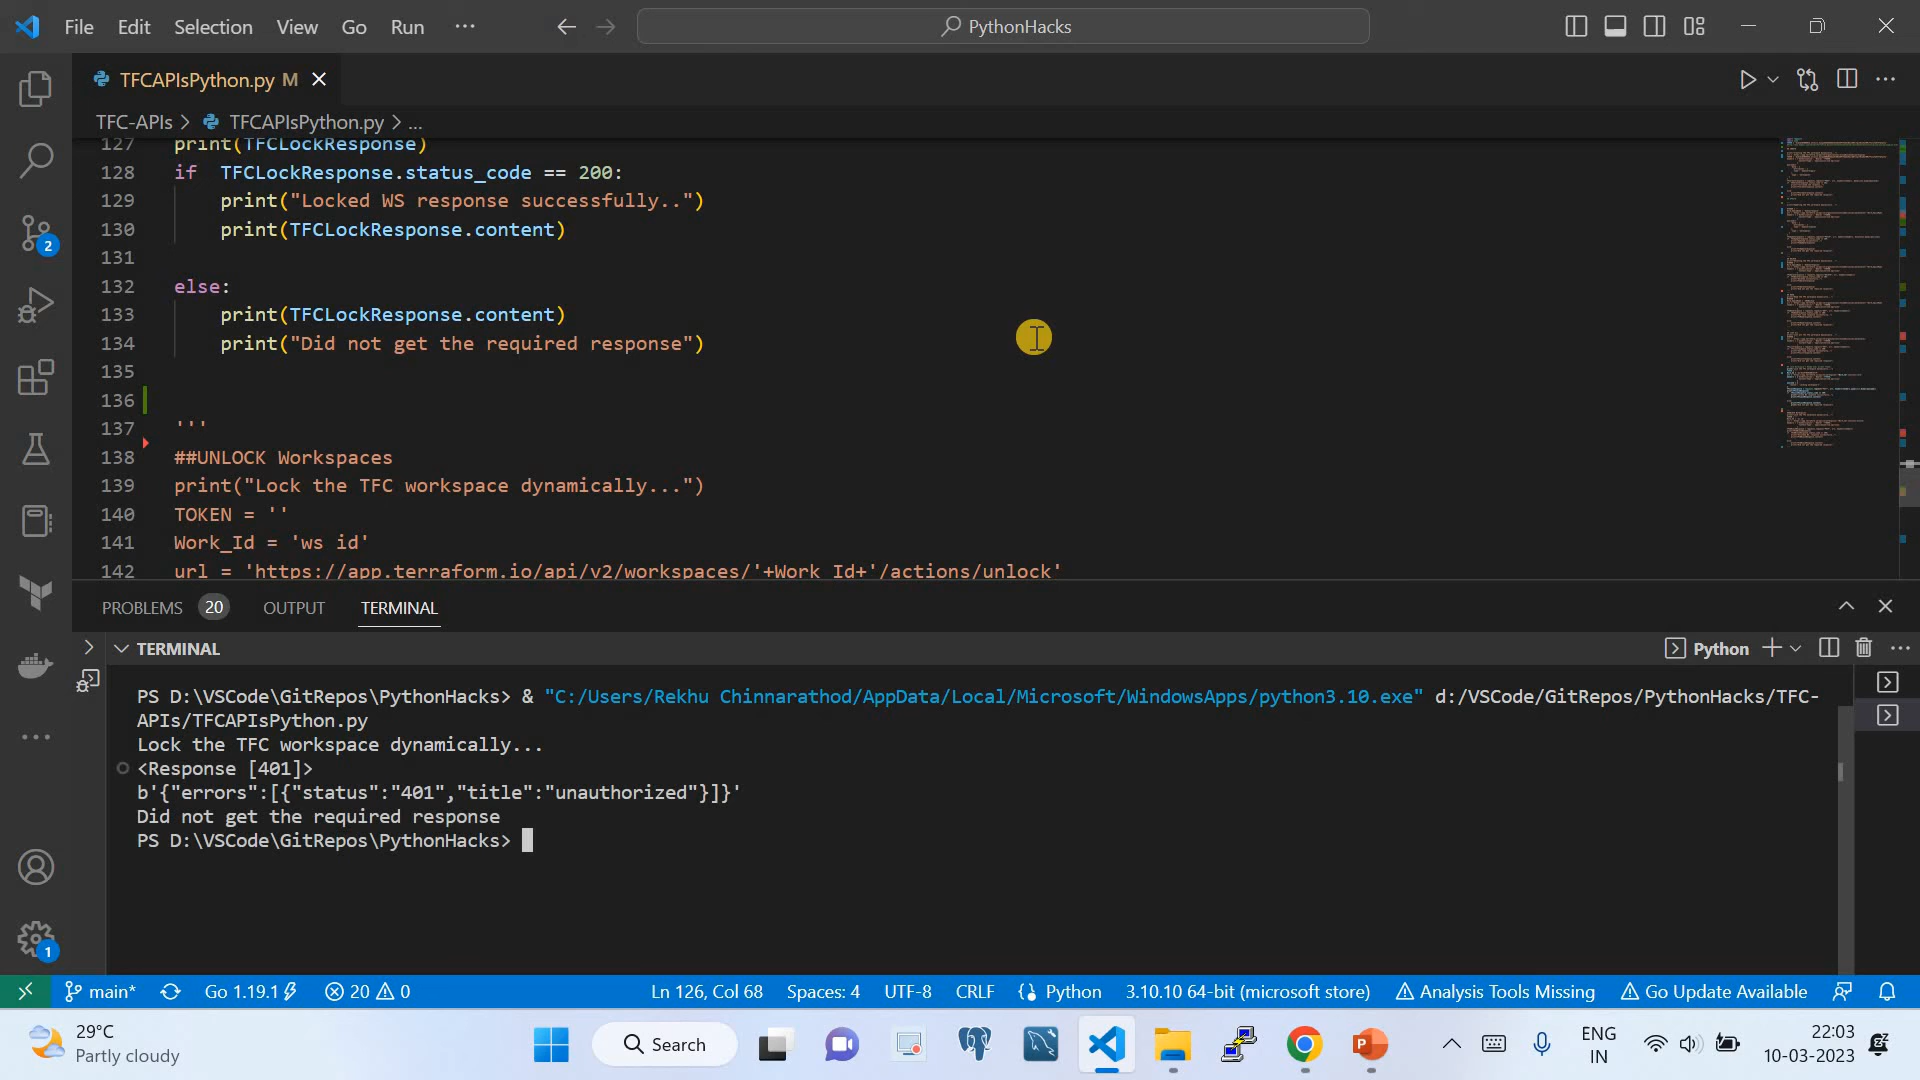 File Edit Selection View Go Run ...
PythonHacks
TFCAPIsPython.py M
TFC-APIs > TFCAPIsPython.py > ...
127 print(TFCLockResponse)
128 if TFCLockResponse.status_code == 200:
129 print("Locked WS response successfully..")
130 print(TFCLockResponse.content)
131
132 else:
133 print(TFCLockResponse.content)
134 print("Did not get the required response")
135
136
137 '''
138 ##UNLOCK Workspaces
139 print("Lock the TFC workspace dynamically...")
140 TOKEN = ''
141 Work_Id = 'ws id'
142 url = 'https://app.terraform.io/api/v2/workspaces/'+Work_Id+'/actions/unlock'
2
PROBLEMS 20 OUTPUT TERMINAL
TERMINAL
Python
PS D:\VSCode\GitRepos\PythonHacks> & "C:/Users/Rekhu Chinnarathod/AppData/Local/Microsoft/WindowsApps/python3.10.exe" d:/VSCode/GitRepos/PythonHacks/TFC-
APIs/TFCAPIsPython.py
Lock the TFC workspace dynamically...
<Response [401]>
b'{"errors":[{"status":"401","title":"unauthorized"}]}'
Did not get the required response
PS D:\VSCode\GitRepos\PythonHacks>
1
main* Go 1.19.1 20 0 Ln 126, Col 68 Spaces: 4 UTF-8 CRLF Python 3.10.10 64-bit (microsoft store) Analysis Tools Missing Go Update Available
29°C
Partly cloudy
Search
ENG
IN
22:03
10-03-2023